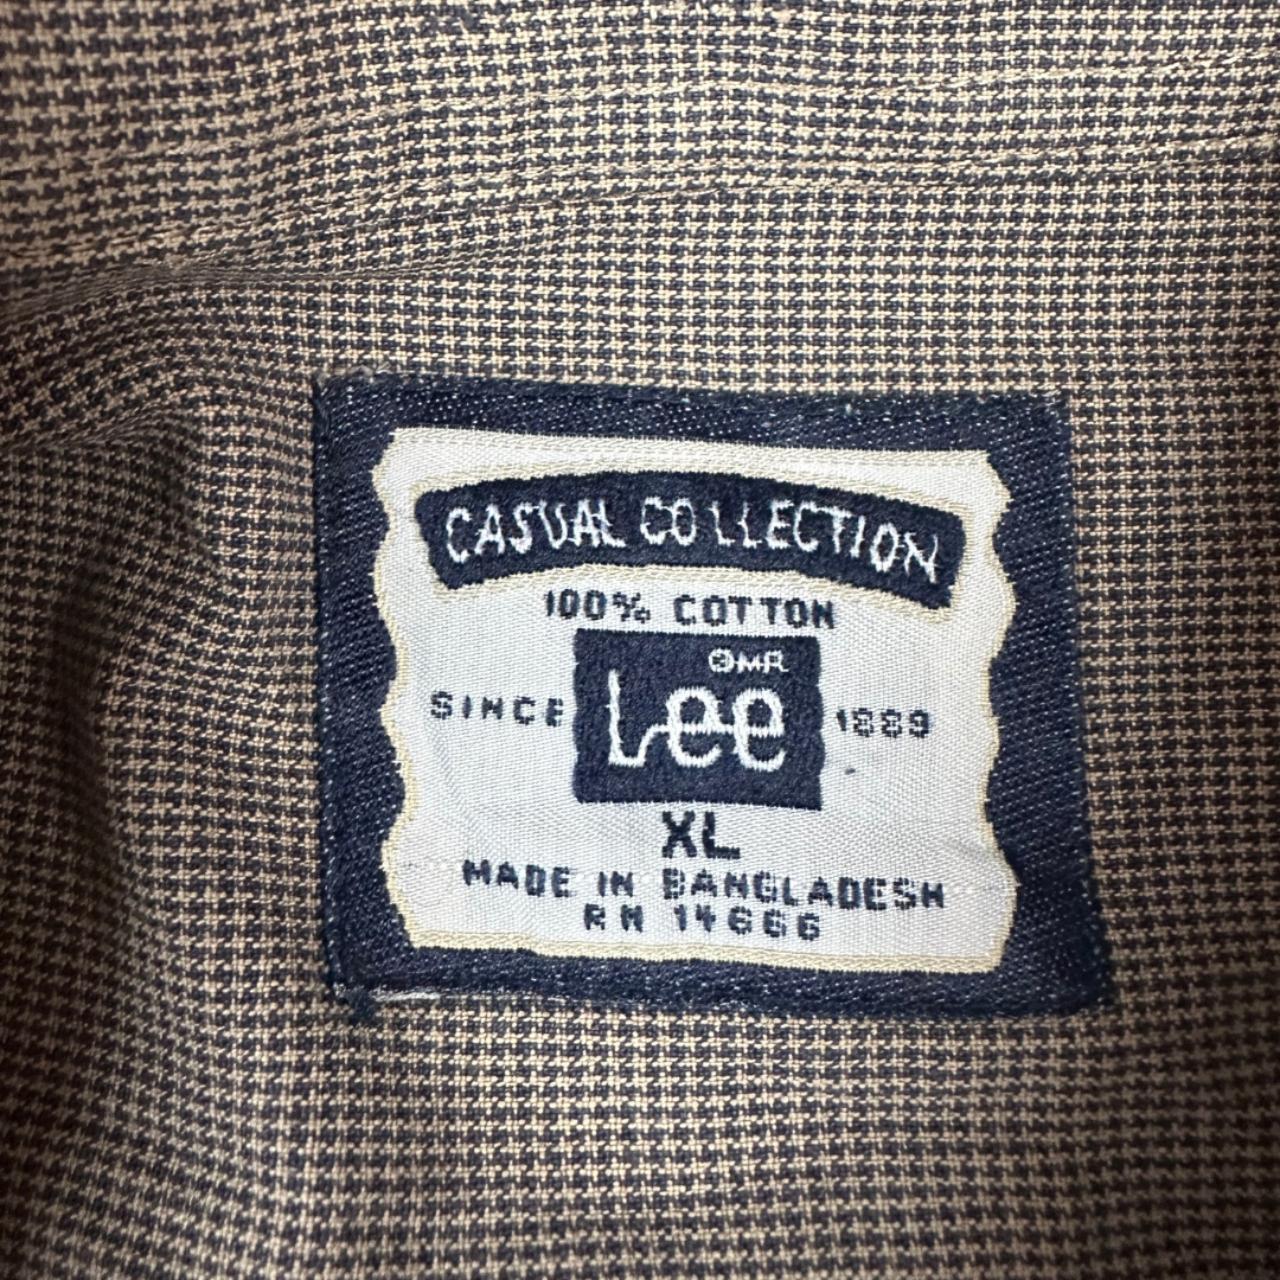 CASUAL COLLECTION
100% COTTON
®MR
SINCE Lee 1889
XL
MADE IN BANGLADESH
RN 14666